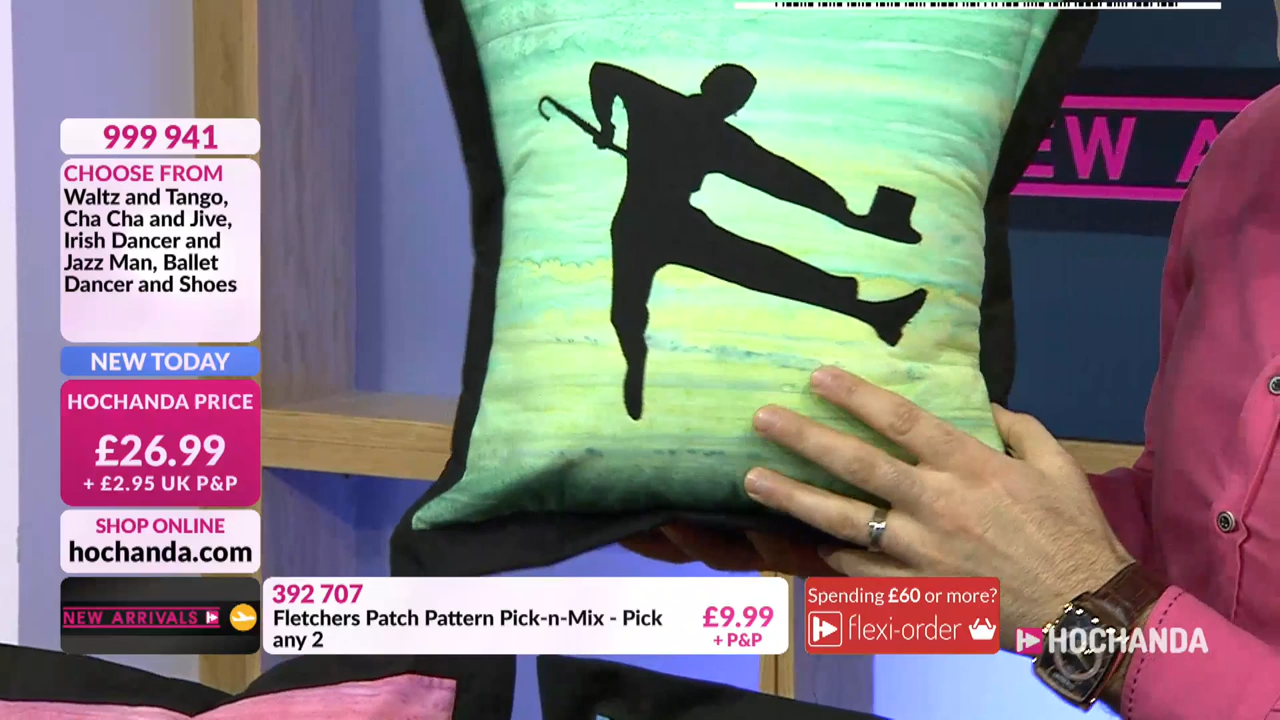 999 941
CHOOSE FROM
Waltz and Tango,
Cha Cha and Jive,
Irish Dancer and
Jazz Man, Ballet
Dancer and Shoes
NEW TODAY
HOCHANDA PRICE
£26.99
+ £2.95 UK P&P
SHOP ONLINE
hochanda.com
NEW ARRIVALS
392 707
Fletchers Patch Pattern Pick-n-Mix - Pick
any 2
£9.99
+ P&P
Spending £60 or more?
flexi-order
HOCHANDA